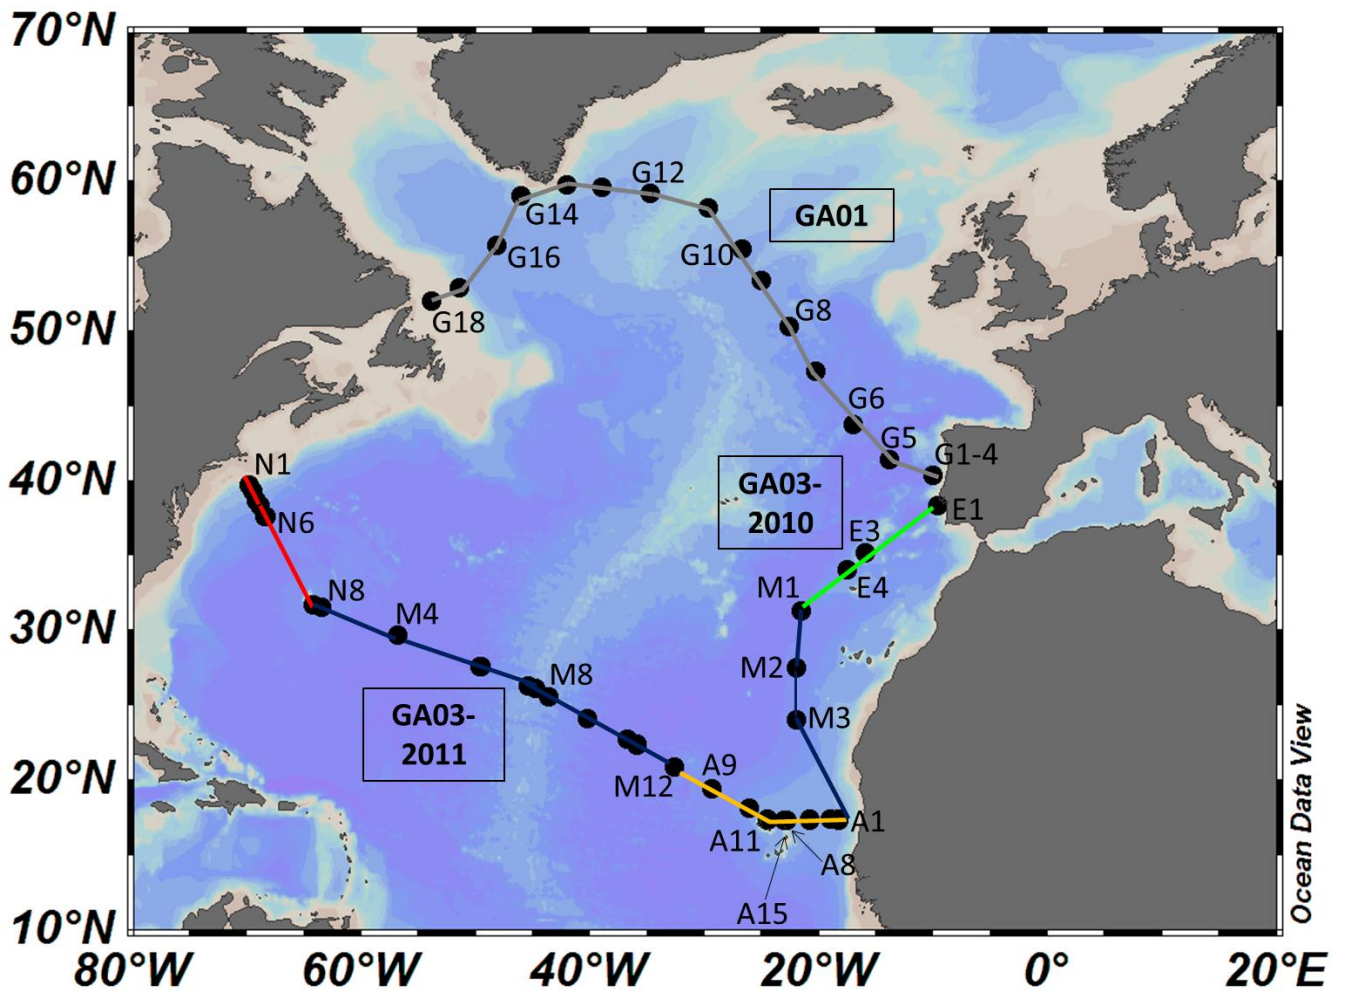 70°N
60°N
50°N
40°N
30°N
20°N
10°N
80°W
60°W
40°W
20°W
0°
20°E
G12
G14
GA01
G16
G10
G18
G8
G6
G5
G1-4
N1
N6
GA03-
2010
E1
E3
E4
N8
M1
M4
M2
M8
M3
GA03-
2011
M12
A9
A11
A1
A8
A15
Ocean Data View